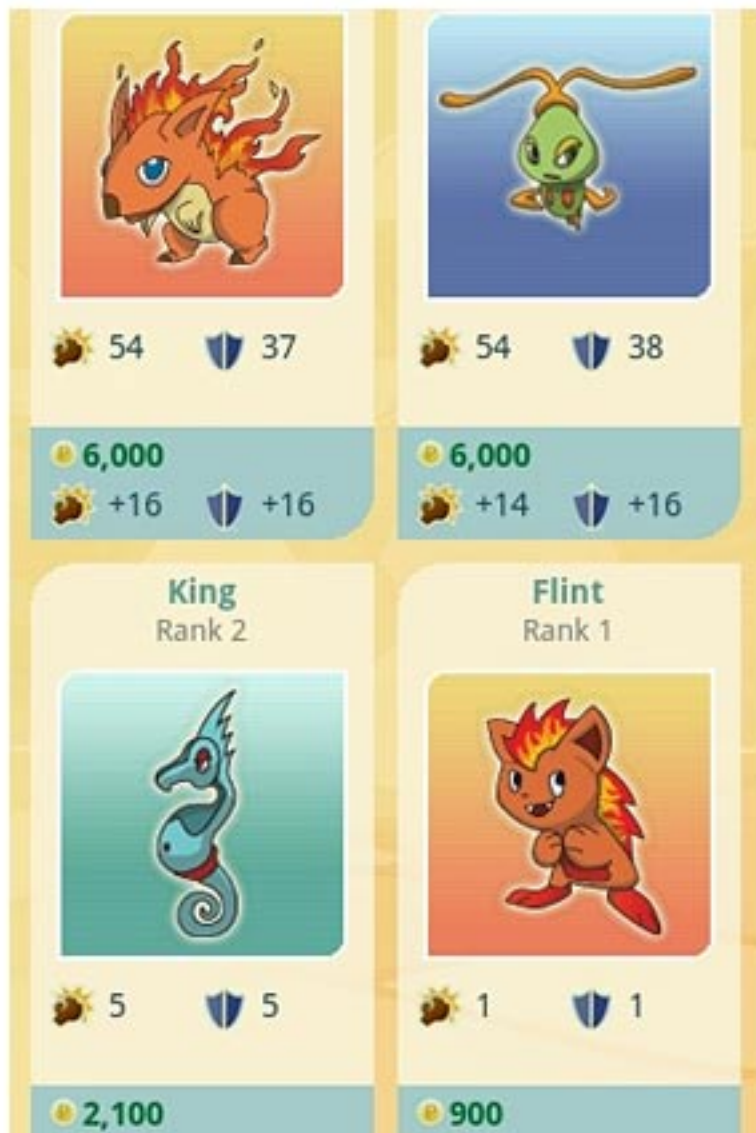 54 37
54 38
6,000
+16 +16
6,000
+14 +16
King
Rank 2
5 5
2,100
Flint
Rank 1
1 1
900